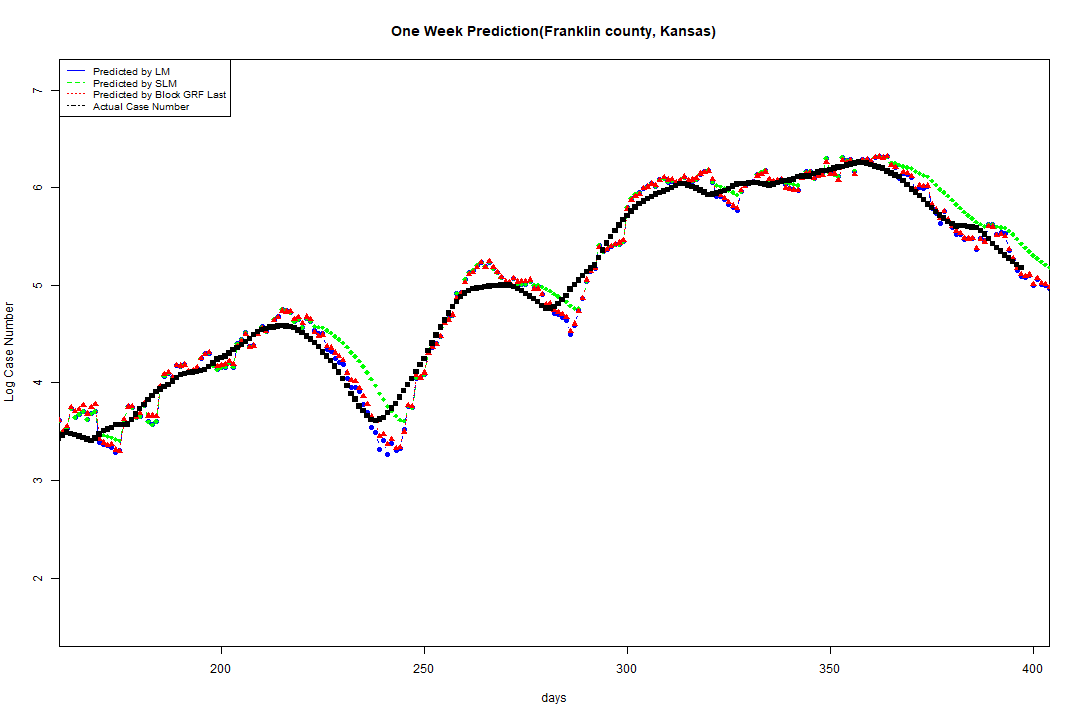 One Week Prediction(Franklin county, Kansas)
Predicted by LM
Predicted by SLM
Predicted by Block GRF Last
Actual Case Number
7
6
5
4
3
2
Log Case Number
200 250 300 350 400
days